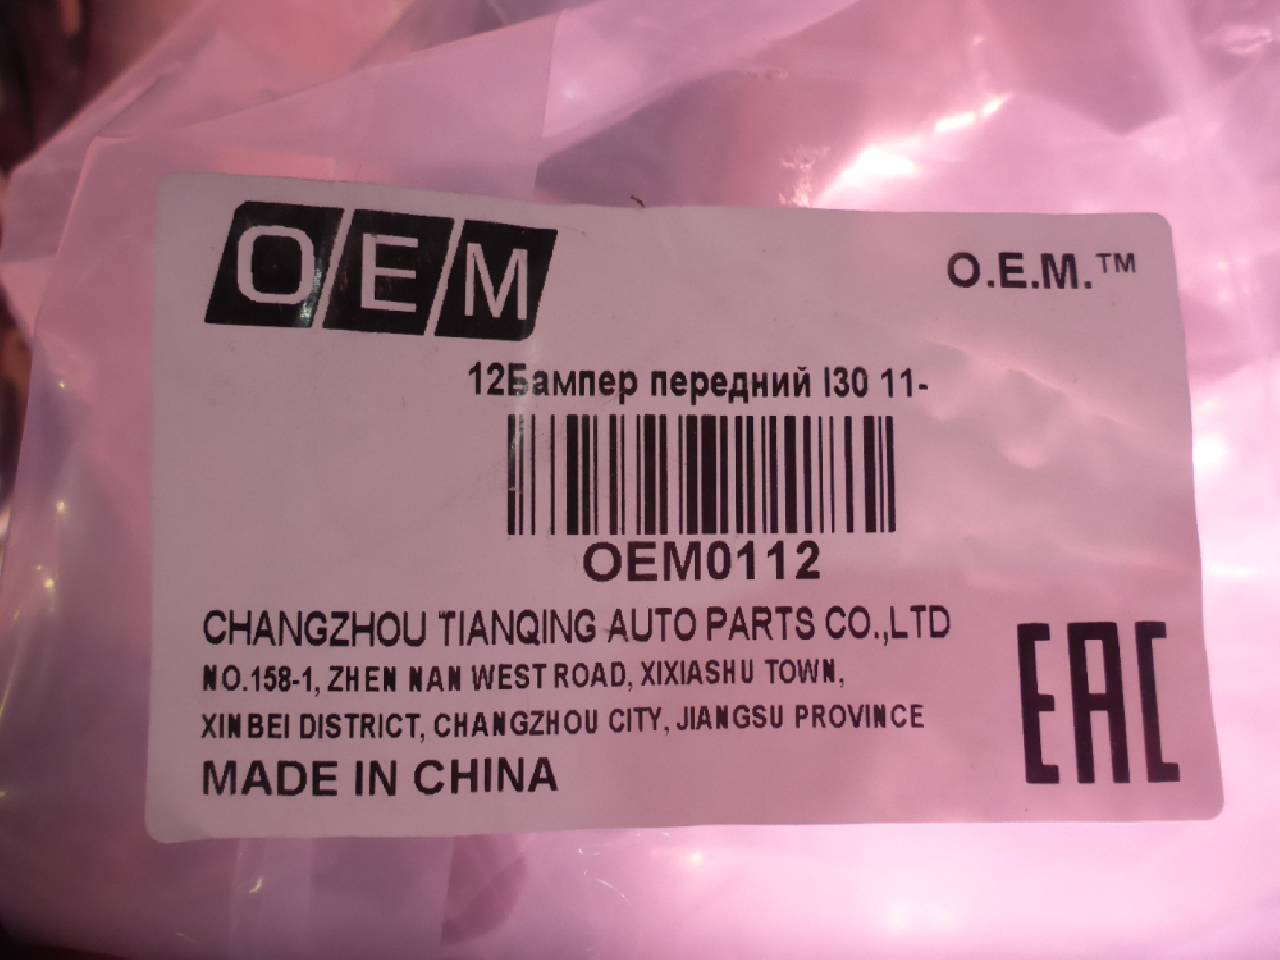 OEM
O.E.M.™
12Бампер передний I30 11-
OEM0112
CHANGZHOU TIANQING AUTO PARTS CO.,LTD
NO.158-1, ZHEN NAN WEST ROAD, XIXIASHU TOWN,
XINBEI DISTRICT, CHANGZHOU CITY, JIANGSU PROVINCE
MADE IN CHINA
EAC